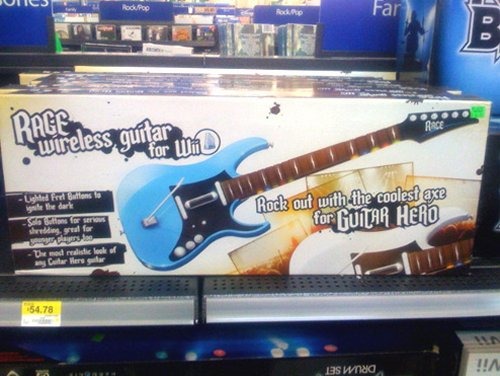 Rock/Pop
Rock/Pop
Far
RAGE
wireless guitar
for Wii
RAGE
- Lighted Fret Buttons to
ignite the dark
- Solo Buttons for serious
shredding, great for
younger players too
- The most realistic look of
any Guitar Hero guitar
Rock out with the coolest axe
for GUITAR HERO
54.78
DRUM SET
Wii